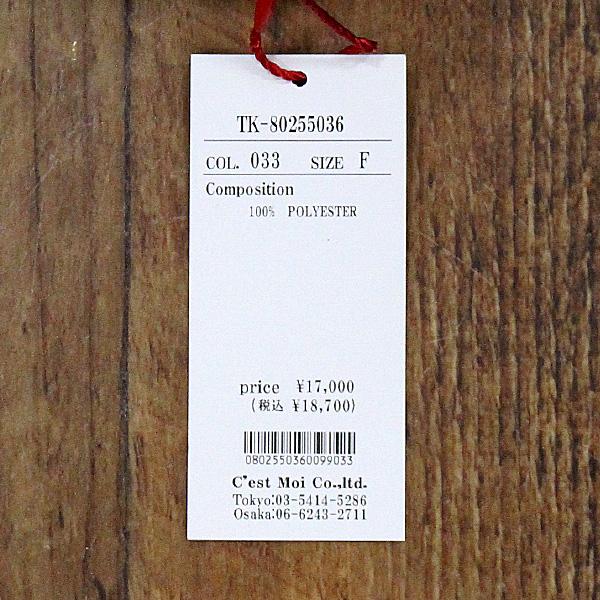 TK-80255036
COL. 033 SIZE F
Composition
100% POLYESTER
price ¥17,000
(税込 ¥18,700)
0802550360099033
C'est Moi Co.,ltd.
Tokyo:03-5414-5286
Osaka:06-6243-2711